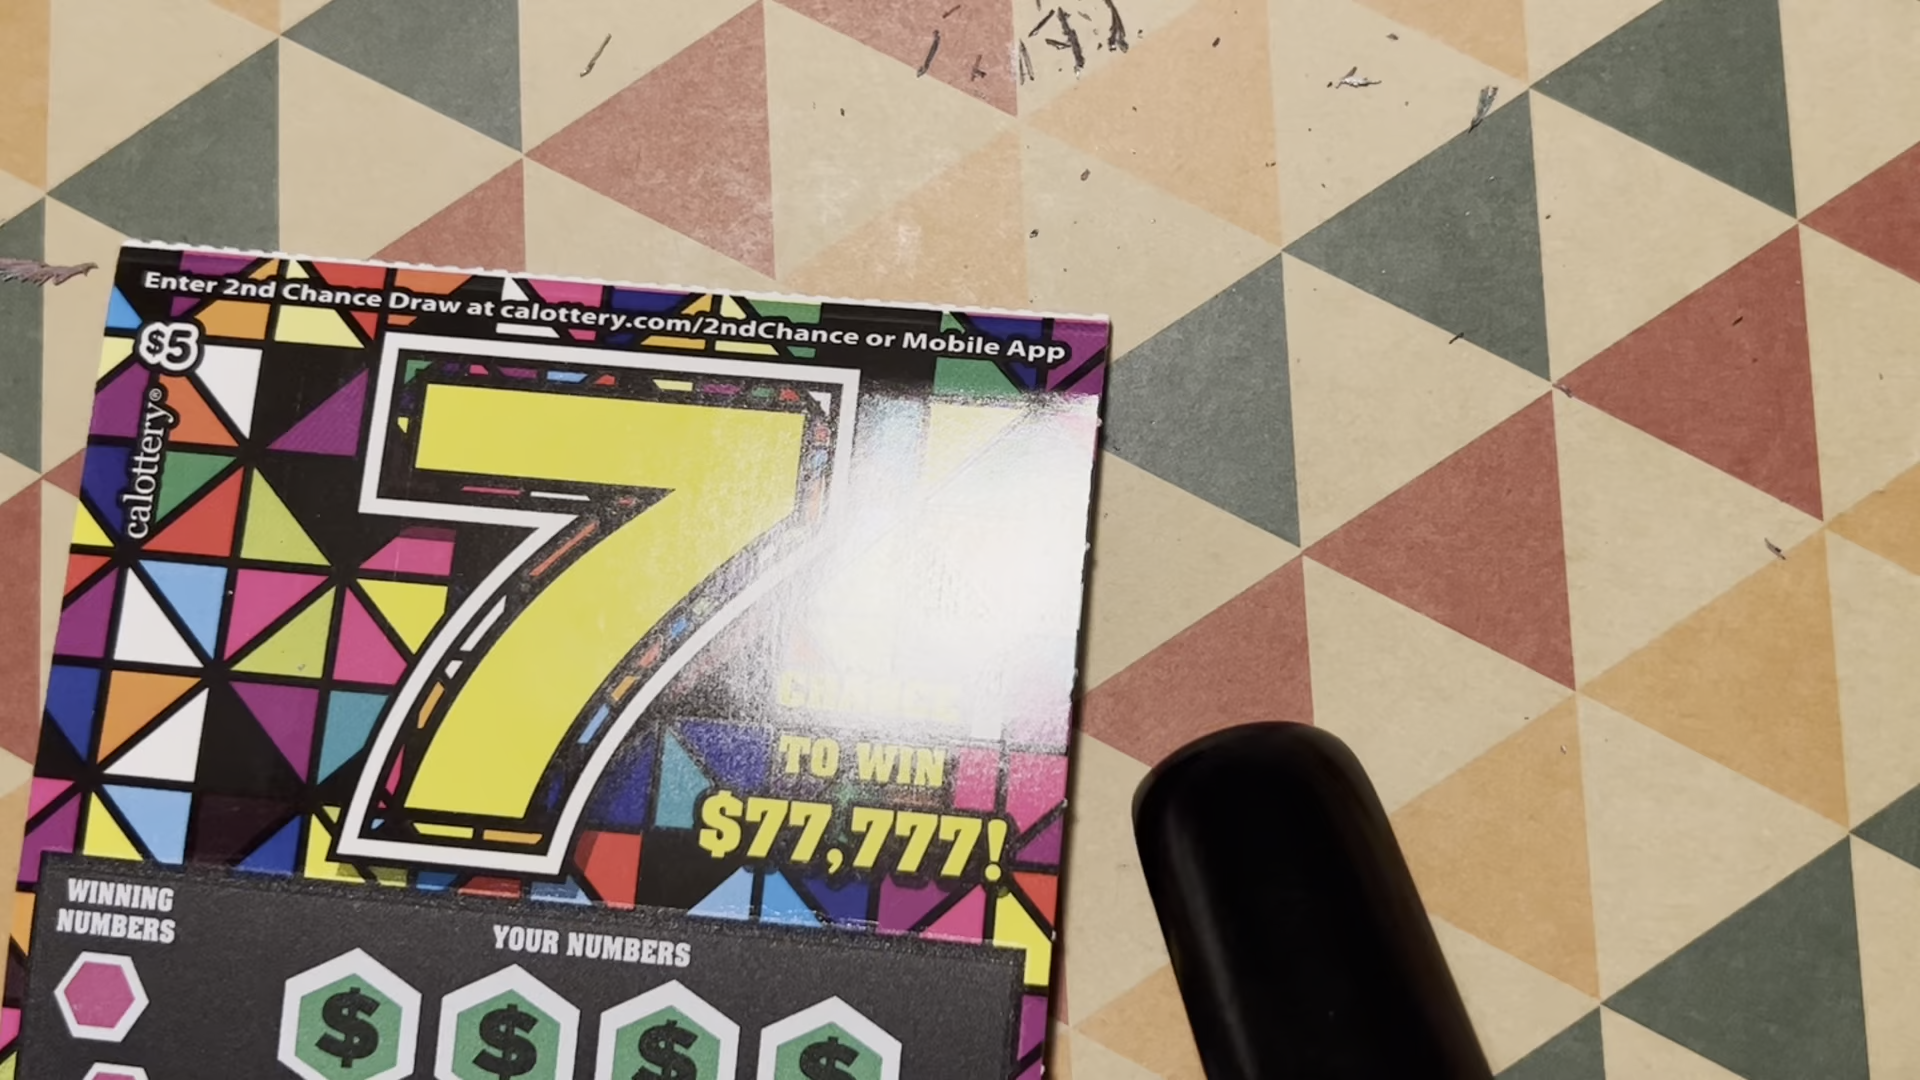 Enter 2nd Chance Draw at calottery.com/2ndChance or Mobile App
$5
calottery®
7
CHANCE
TO WIN
$77,777!
WINNING
NUMBERS
YOUR NUMBERS
$ $ $ $